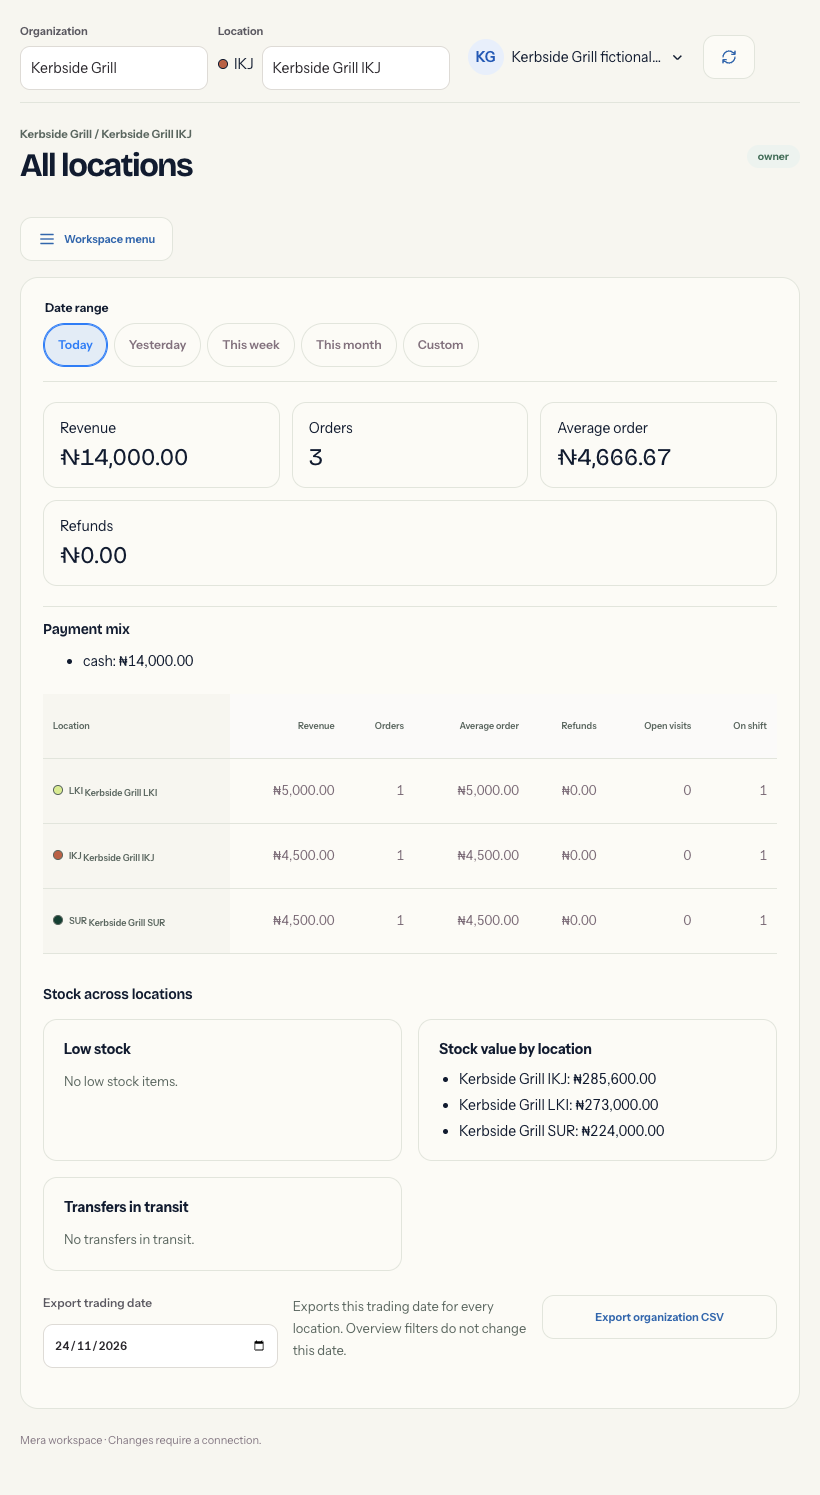 Organization
Location
Kerbside Grill
IKJ
Kerbside Grill IKJ
KG
Kerbside Grill fictional...
Kerbside Grill / Kerbside Grill IKJ
All locations
owner
Workspace menu
Date range
Today
Yesterday
This week
This month
Custom
Revenue
₦14,000.00
Orders
3
Average order
₦4,666.67
Refunds
₦0.00
Payment mix
• cash: ₦14,000.00
Location Revenue Orders Average order Refunds Open visits On shift
LKI Kerbside Grill LKI ₦5,000.00 1 ₦5,000.00 ₦0.00 0 1
IKJ Kerbside Grill IKJ ₦4,500.00 1 ₦4,500.00 ₦0.00 0 1
SUR Kerbside Grill SUR ₦4,500.00 1 ₦4,500.00 ₦0.00 0 1
Stock across locations
Low stock
No low stock items.
Stock value by location
• Kerbside Grill IKJ: ₦285,600.00
• Kerbside Grill LKI: ₦273,000.00
• Kerbside Grill SUR: ₦224,000.00
Transfers in transit
No transfers in transit.
Export trading date
24/11/2026
Exports this trading date for every
location. Overview filters do not change
this date.
Export organization CSV
Mera workspace · Changes require a connection.